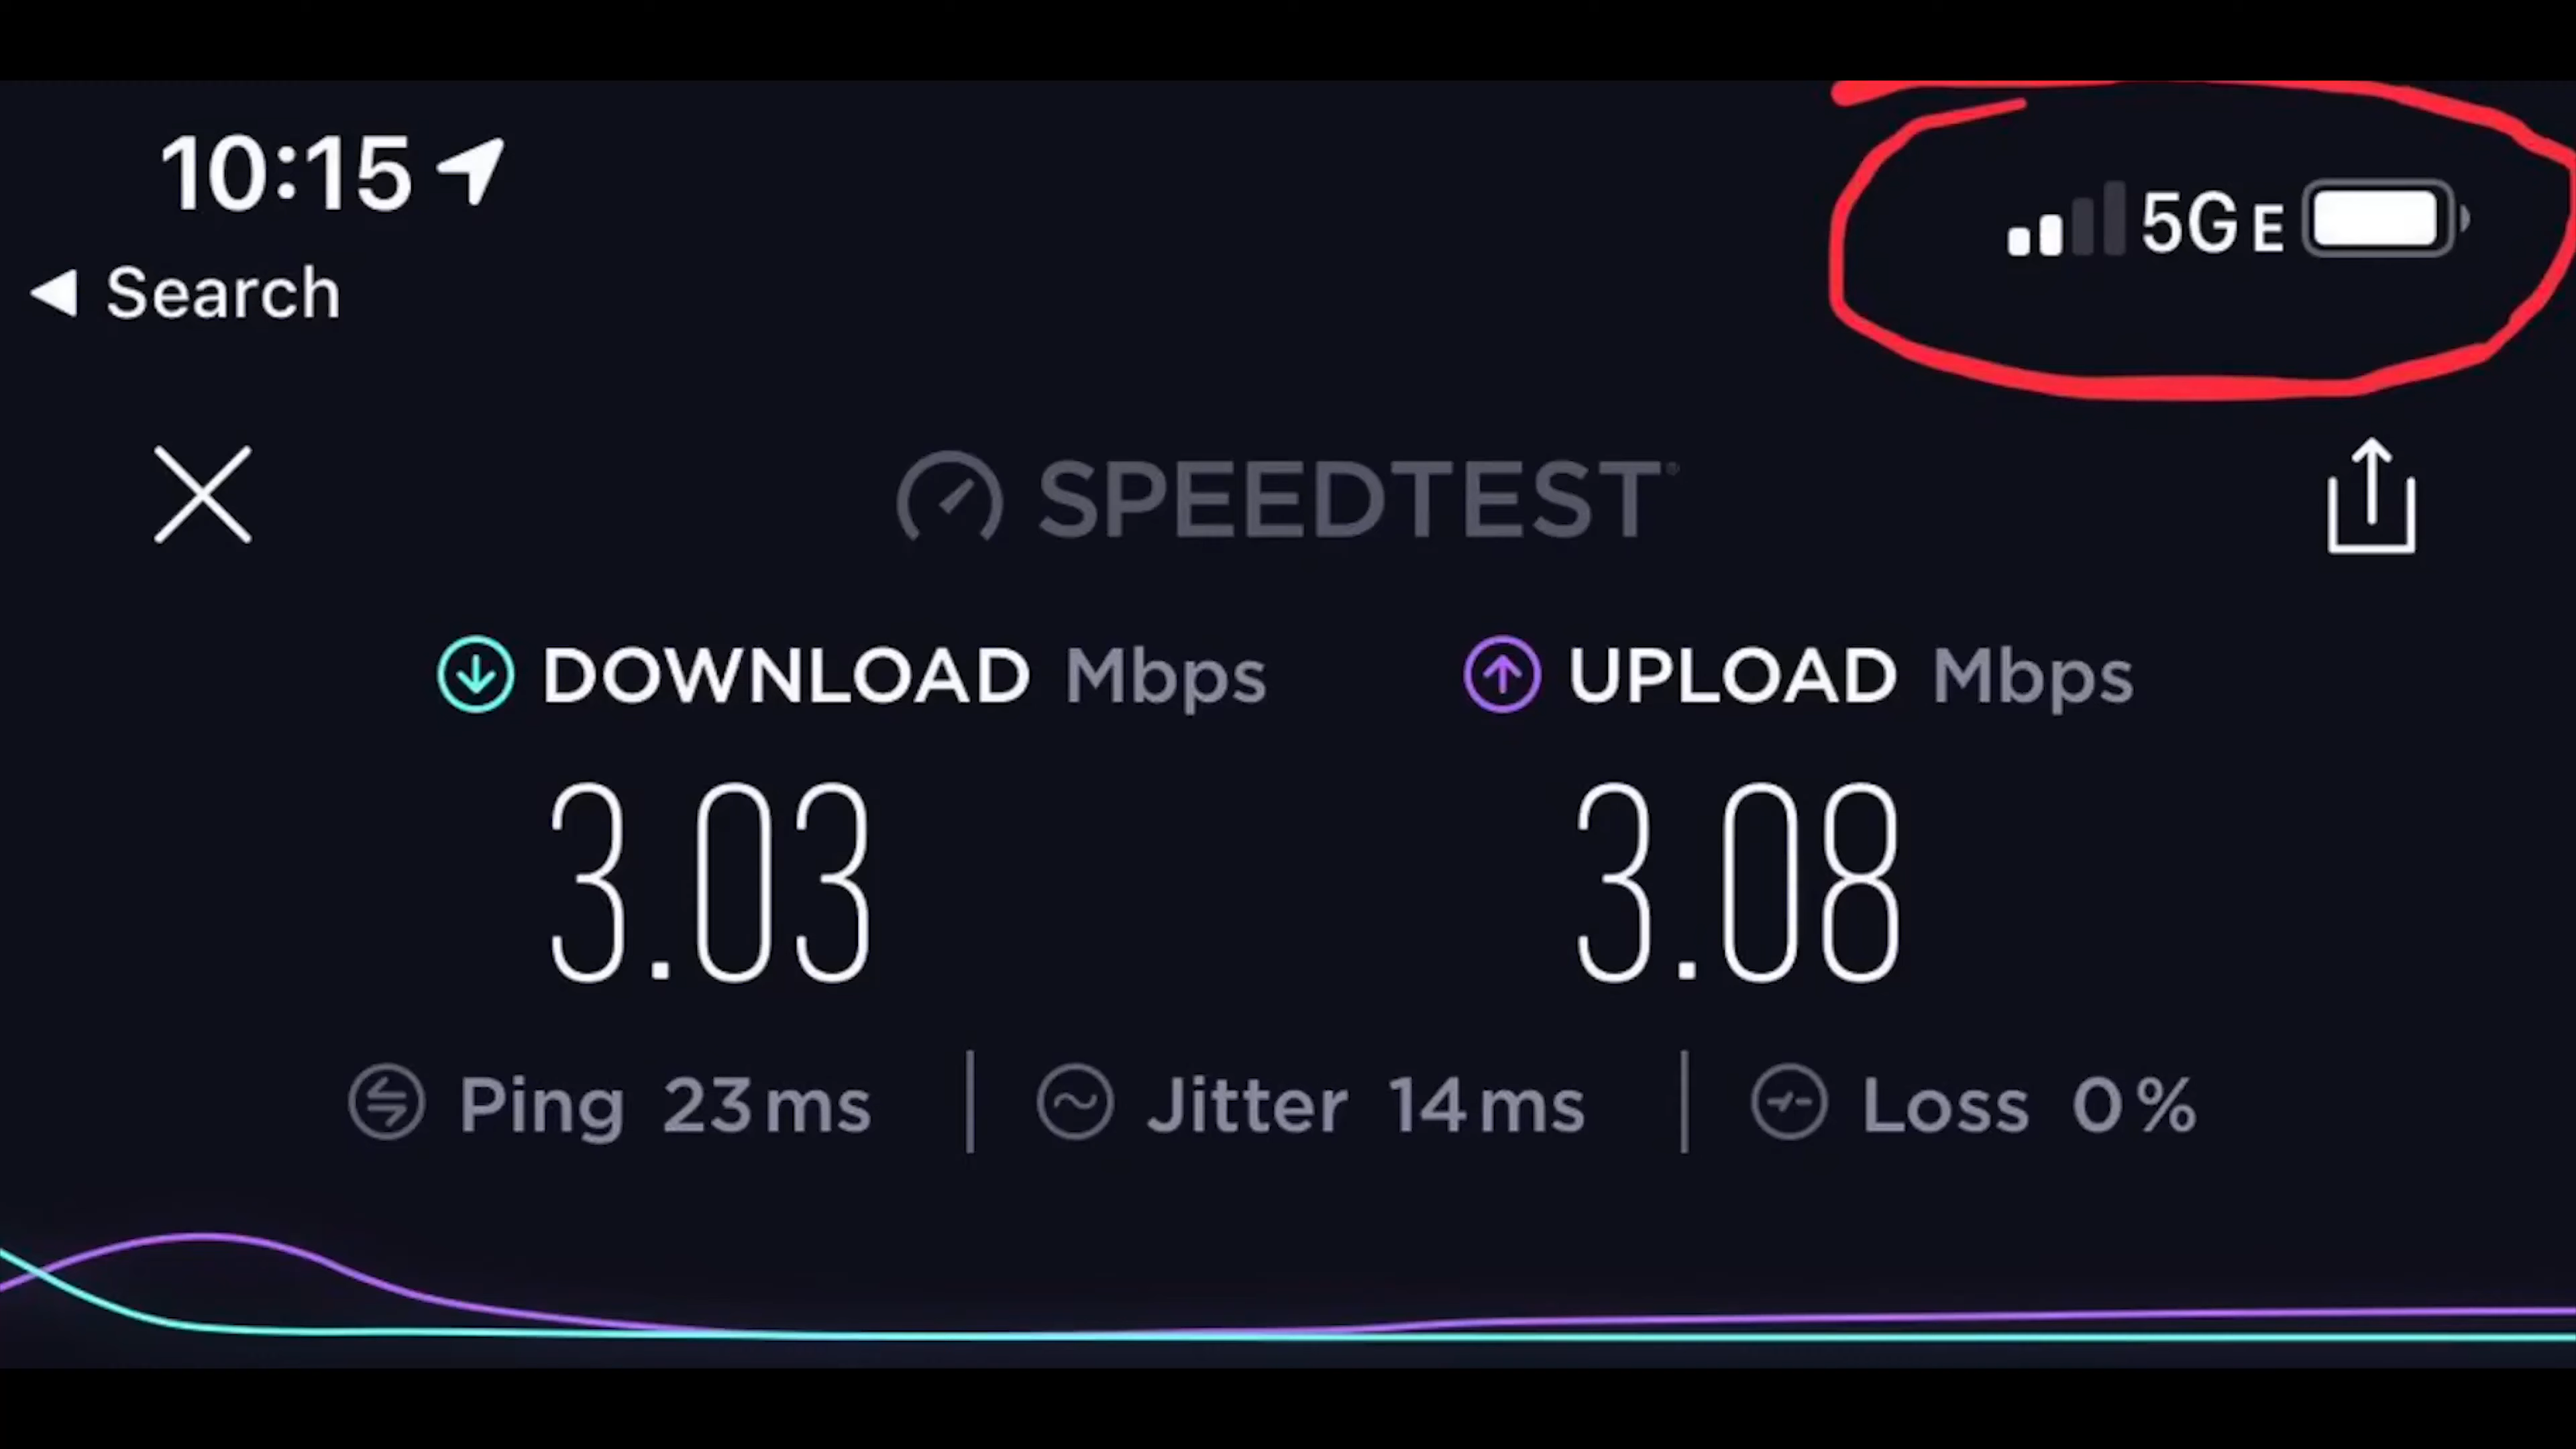 10:15
5G E
Search
SPEEDTEST®
DOWNLOAD Mbps
UPLOAD Mbps
3.03
3.08
Ping 23 ms
Jitter 14 ms
Loss 0 %